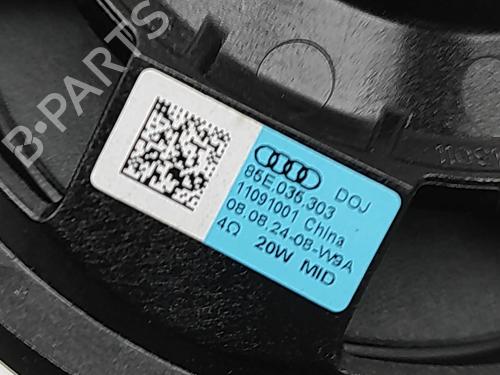 B-PARTS
DOJ
85E.035.303
11091001 China
08.08.24-08-W9A
4Ω 20W MID